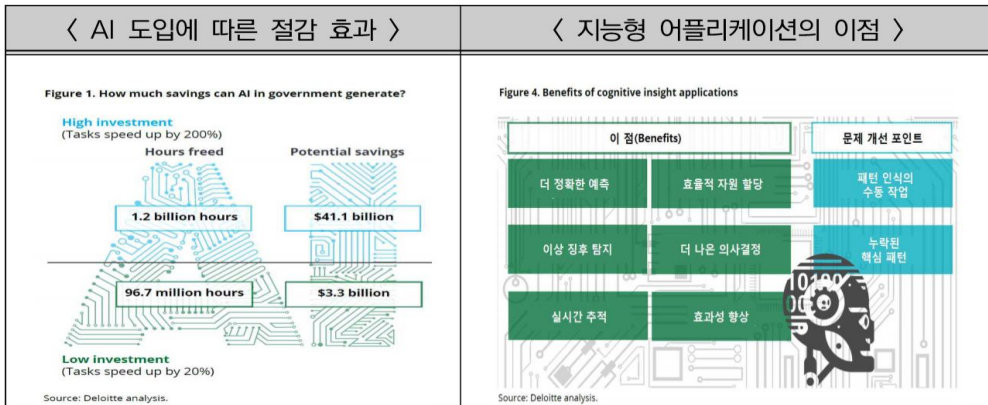 〈 AI 도입에 따른 절감 효과 〉
Figure 1. How much savings can AI in government generate?
High investment
(Tasks speed up by 200%)
Hours freed
Potential savings
1.2 billion hours
$41.1 billion
96.7 million hours
$3.3 billion
Low investment
(Tasks speed up by 20%)
Source: Deloitte analysis.
〈 지능형 어플리케이션의 이점 〉
Figure 4. Benefits of cognitive insight applications
이 점(Benefits)
문제 개선 포인트
더 정확한 예측
효율적 자원 할당
패턴 인식의
수동 작업
이상 징후 탐지
더 나은 의사결정
누락된
핵심 패턴
실시간 추적
효과성 향상
Source: Deloitte analysis.